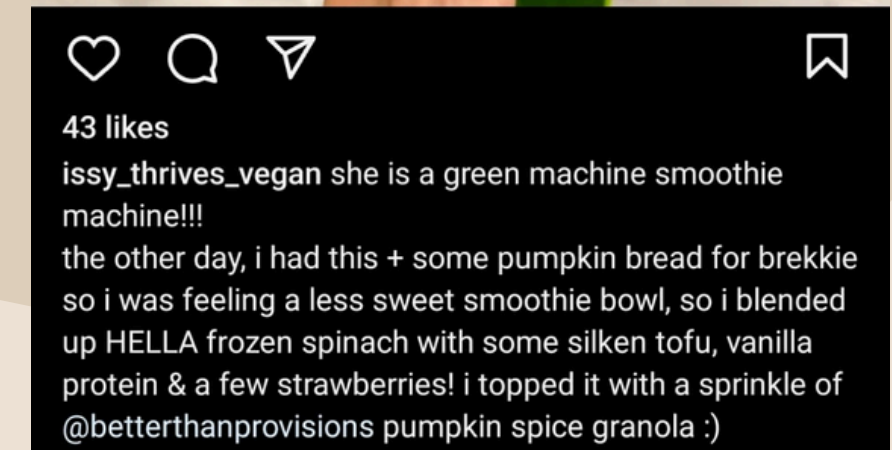 43 likes
issy_thrives_vegan she is a green machine smoothie
machine!!!
the other day, i had this + some pumpkin bread for brekkie
so i was feeling a less sweet smoothie bowl, so i blended
up HELLA frozen spinach with some silken tofu, vanilla
protein & a few strawberries! i topped it with a sprinkle of
@betterthanprovisions pumpkin spice granola :)